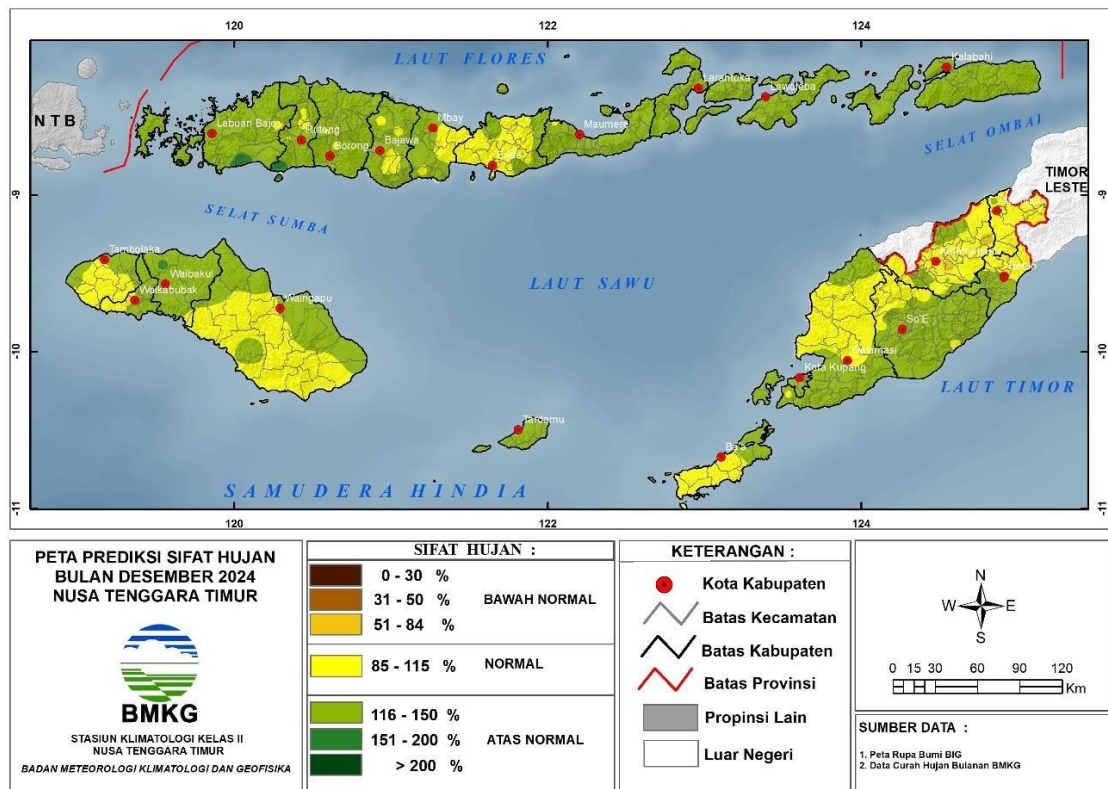 120
122
124
LAUT FLORES
Kalabahi
Larantuka
Lewoleba
NTB
Labuan Bajo
Mbay
Maumere
Ruteng
Borong
Bajawa
SELAT OMBAI
TIMOR
LESTE
-9
-9
SELAT SUMBA
Tambolaka
Waibakul
Waikabubak
Waingapu
LAUT SAWU
So'E
-10
-10
Kota Kupang
LAUT TIMOR
SAMUDERA HINDIA
-11
-11
120
122
124
PETA PREDIKSI SIFAT HUJAN
BULAN DESEMBER 2024
NUSA TENGGARA TIMUR
BMKG
STASIUN KLIMATOLOGI KELAS II
NUSA TENGGARA TIMUR
BADAN METEOROLOGI KLIMATOLOGI DAN GEOFISIKA
SIFAT HUJAN :
0 - 30 %
31 - 50 %
BAWAH NORMAL
51 - 84 %
85 - 115 %
NORMAL
116 - 150 %
151 - 200 %
ATAS NORMAL
> 200 %
KETERANGAN :
Kota Kabupaten
Batas Kecamatan
Batas Kabupaten
Batas Provinsi
Propinsi Lain
Luar Negeri
N
W E
S
0 15 30 60 90 120
Km
SUMBER DATA :
1. Peta Rupa Bumi BIG
2. Data Curah Hujan Bulanan BMKG